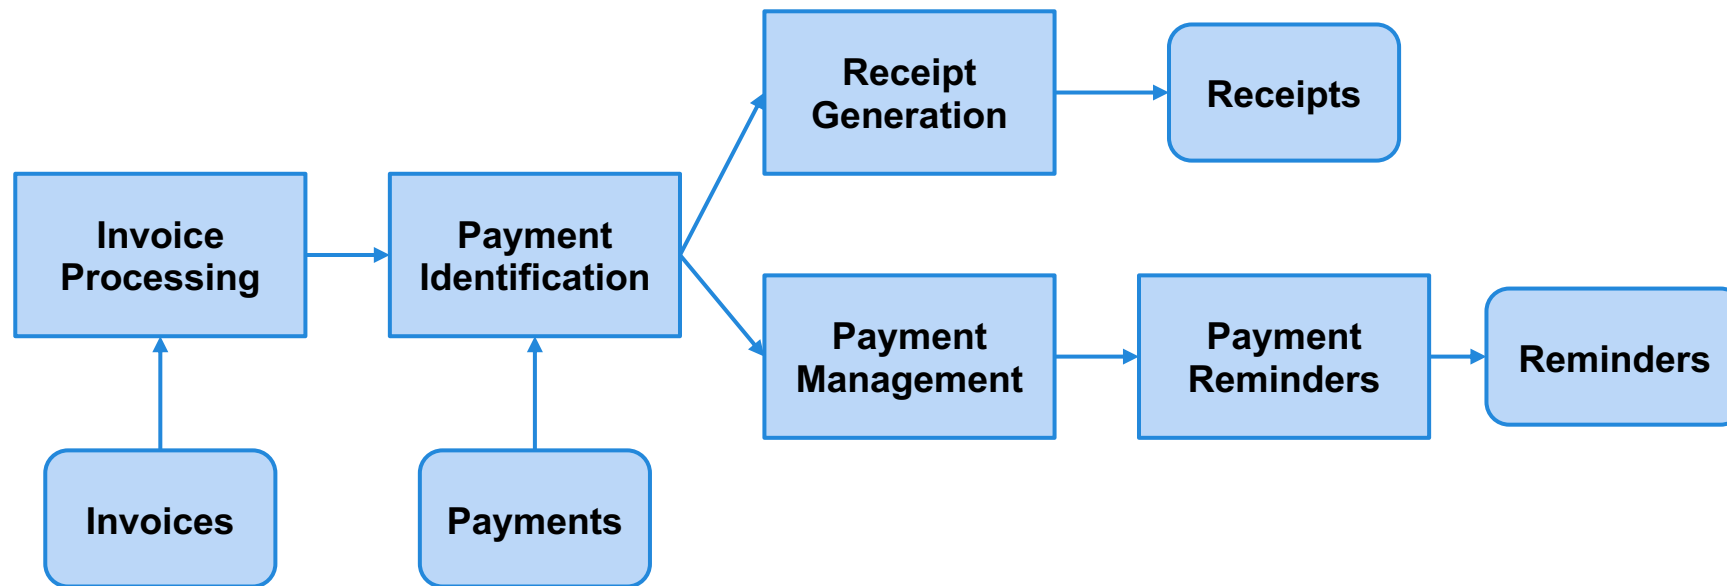 Receipt
Generation
Receipts
Invoice
Processing
Payment
Identification
Payment
Management
Payment
Reminders
Reminders
Invoices
Payments